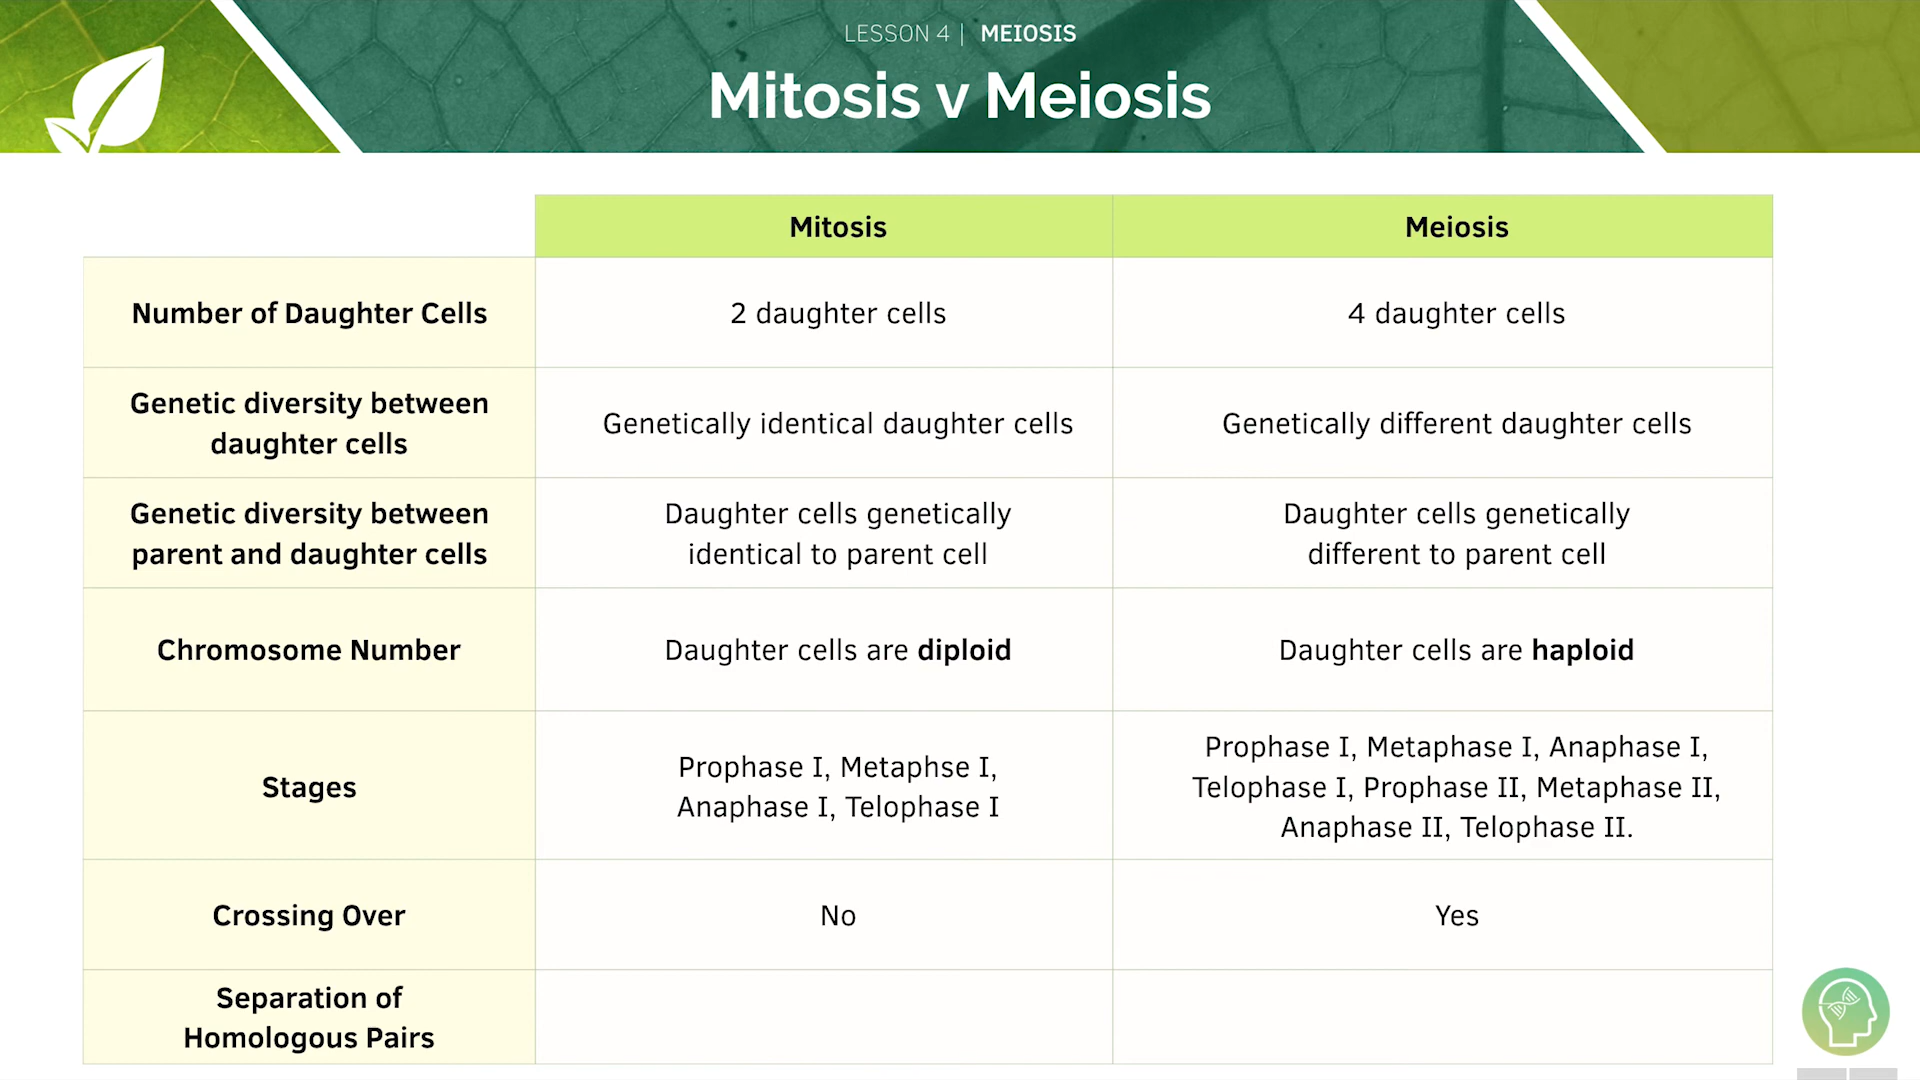 LESSON 4 | MEIOSIS
Mitosis v Meiosis
Mitosis
Meiosis
Number of Daughter Cells
2 daughter cells
4 daughter cells
Genetic diversity between
daughter cells
Genetically identical daughter cells
Genetically different daughter cells
Genetic diversity between
parent and daughter cells
Daughter cells genetically
identical to parent cell
Daughter cells genetically
different to parent cell
Chromosome Number
Daughter cells are diploid
Daughter cells are haploid
Stages
Prophase I, Metaphse I,
Anaphase I, Telophase I
Prophase I, Metaphase I, Anaphase I,
Telophase I, Prophase II, Metaphase II,
Anaphase II, Telophase II.
Crossing Over
No
Yes
Separation of
Homologous Pairs